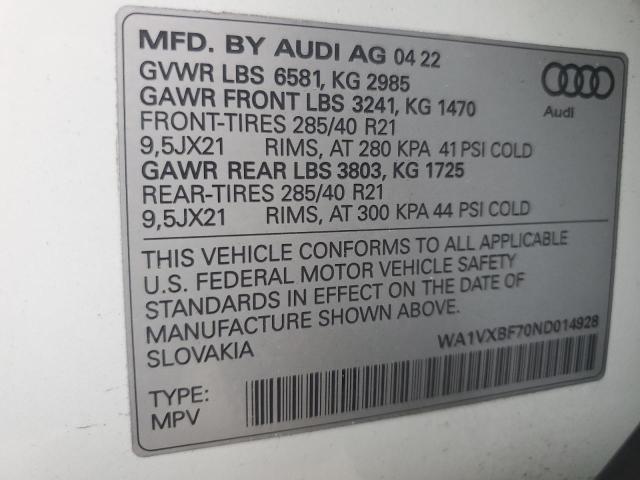 MFD. BY AUDI AG 04 22
GVWR LBS 6581, KG 2985
GAWR FRONT LBS 3241, KG 1470
FRONT-TIRES 285/40 R21
9,5JX21 RIMS, AT 280 KPA 41 PSI COLD
GAWR REAR LBS 3803, KG 1725
REAR-TIRES 285/40 R21
9,5JX21 RIMS, AT 300 KPA 44 PSI COLD
Audi
THIS VEHICLE CONFORMS TO ALL APPLICABLE
U.S. FEDERAL MOTOR VEHICLE SAFETY
STANDARDS IN EFFECT ON THE DATE OF
MANUFACTURE SHOWN ABOVE.
SLOVAKIA
WA1VXBF70ND014928
TYPE:
MPV